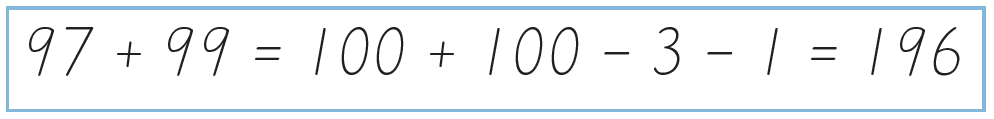 97 + 99 = 100 + 100 − 3 − 1 = 196